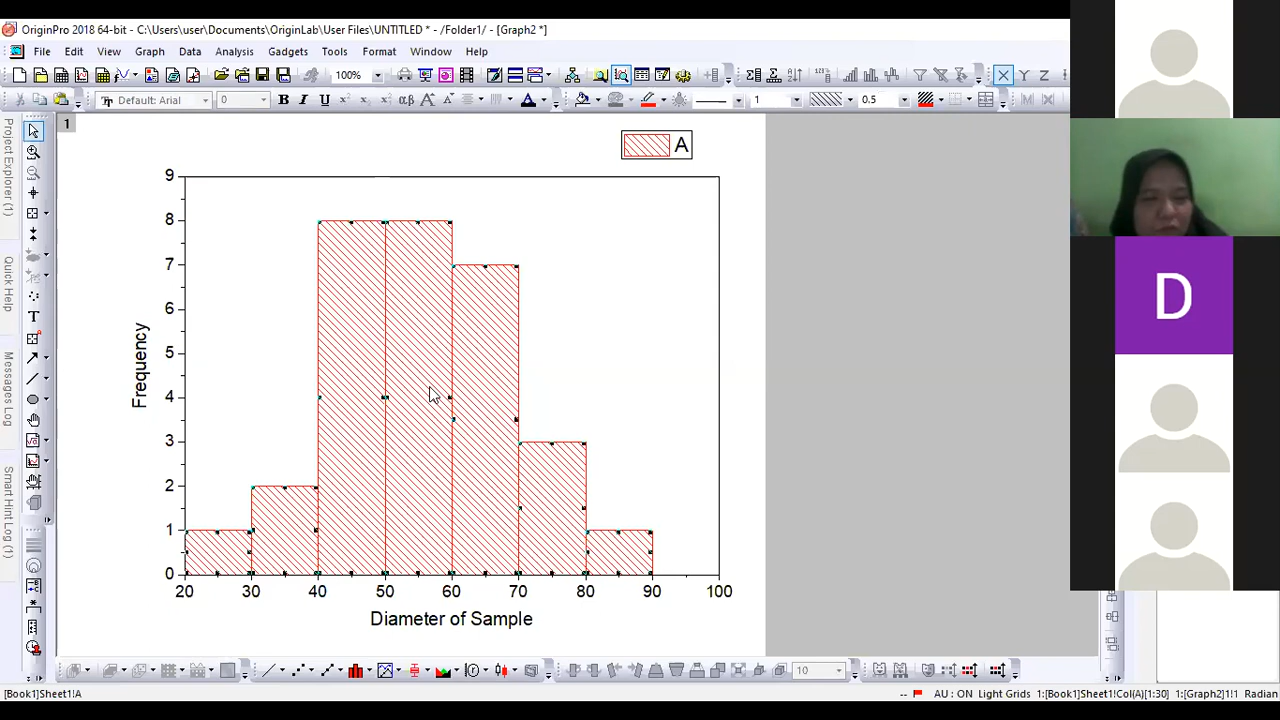 OriginPro 2018 64-bit - C:\Users\user\Documents\OriginLab\User Files\UNTITLED * - /Folder1/ - [Graph2 *]
File Edit View Graph Data Analysis Gadgets Tools Format Window Help
100%
Default: Arial 0 B I U αβ A A A 1 0.5
X Y Z
1
A
Project Explorer (1)
Quick Help
Messages Log
Smart Hint Log (1)
T
9
8
7
6
5
4
3
2
1
0
Frequency
20 30 40 50 60 70 80 90 100
Diameter of Sample
D
10
[Book1]Sheet1!A
-- AU : ON Light Grids 1:[Book1]Sheet1!Col(A)[1:30] 1:[Graph2]1!1 Radian